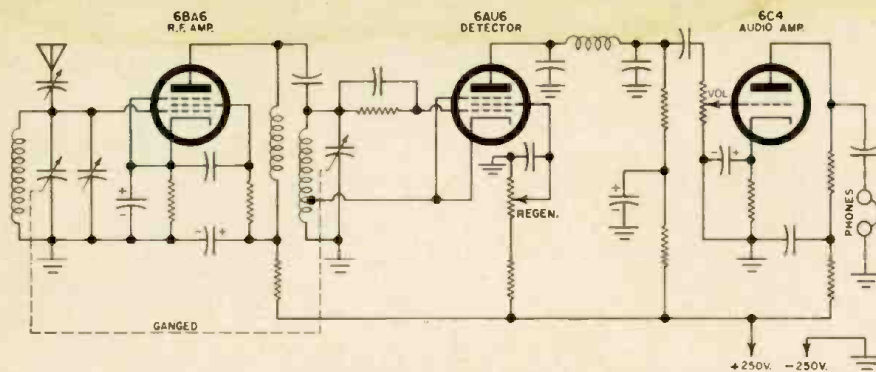 6BA6
R.F. AMP.
6AU6
DETECTOR
6C4
AUDIO AMP.
VOL
REGEN.
PHONES
GANGED
+250V. -250V.